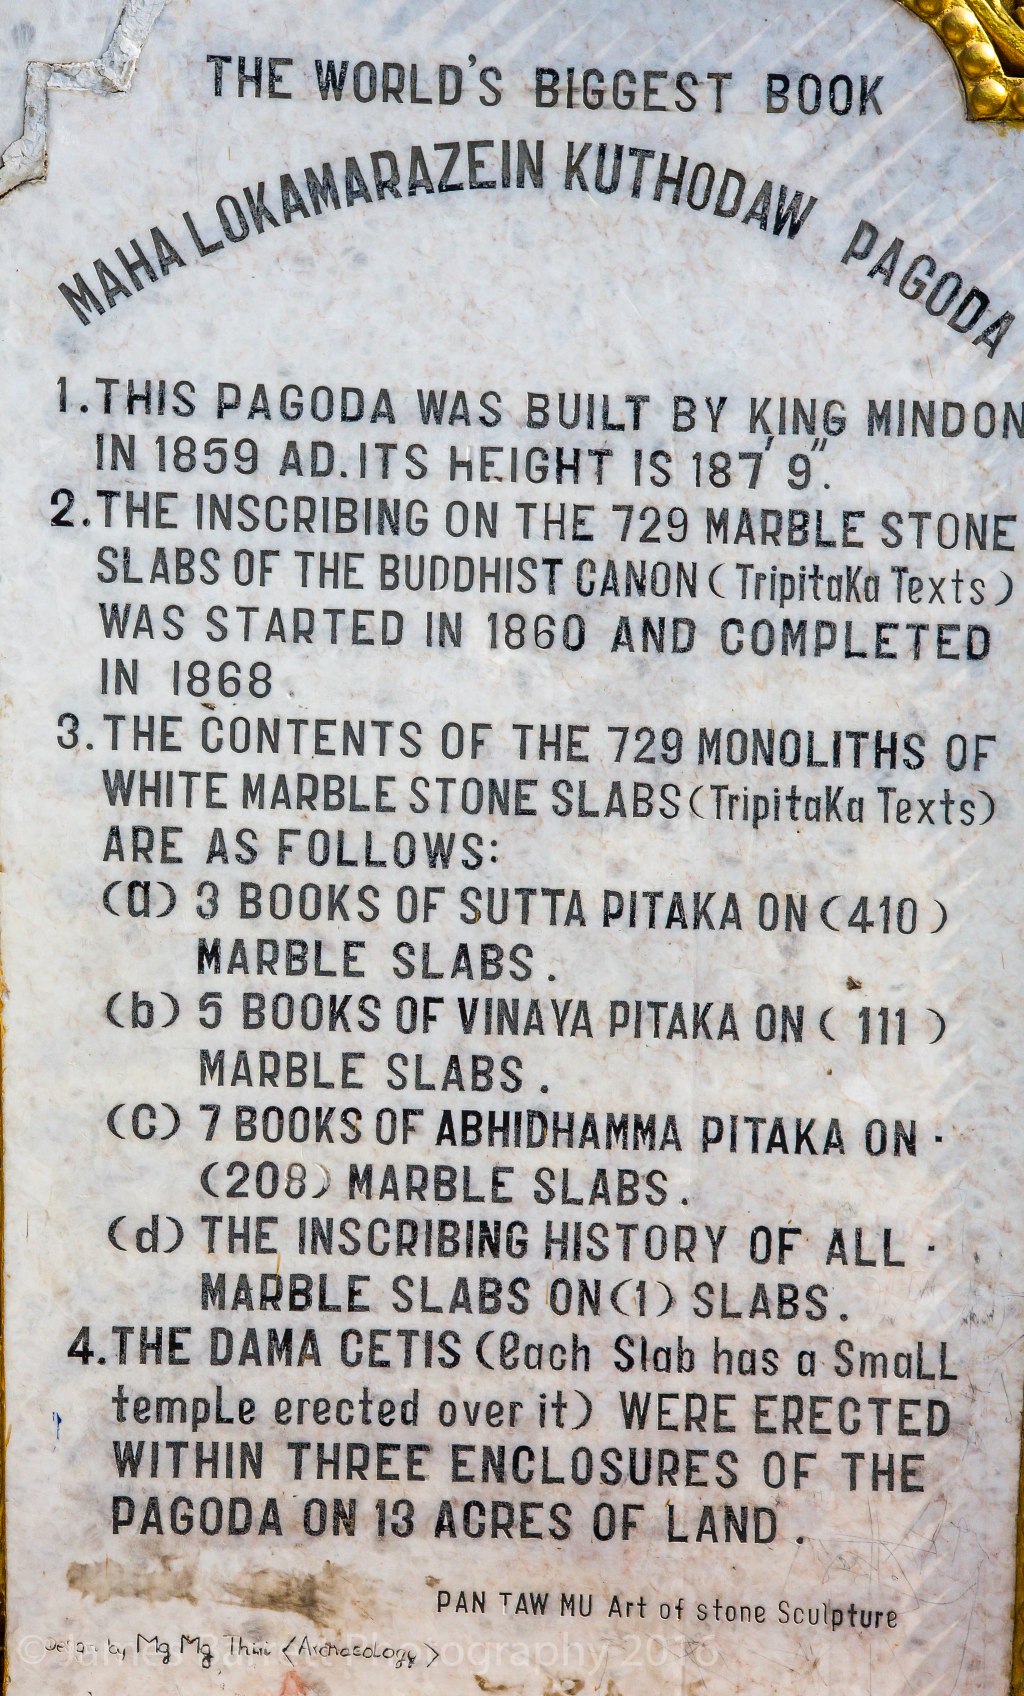 THE WORLD'S BIGGEST BOOK
MAHA LOKAMARAZEIN KUTHODAW PAGODA
1. THIS PAGODA WAS BUILT BY KING MINDON
IN 1859 AD. ITS HEIGHT IS 187' 9".
2. THE INSCRIBING ON THE 729 MARBLE STONE
SLABS OF THE BUDDHIST CANON (TripitaKa Texts)
WAS STARTED IN 1860 AND COMPLETED
IN 1868.
3. THE CONTENTS OF THE 729 MONOLITHS OF
WHITE MARBLE STONE SLABS (TripitaKa Texts)
ARE AS FOLLOWS:
(a) 3 BOOKS OF SUTTA PITAKA ON (410)
MARBLE SLABS.
(b) 5 BOOKS OF VINAYA PITAKA ON (111)
MARBLE SLABS.
(C) 7 BOOKS OF ABHIDHAMMA PITAKA ON .
(208) MARBLE SLABS.
(d) THE INSCRIBING HISTORY OF ALL .
MARBLE SLABS ON (1) SLABS.
4. THE DAMA CETIS (Each Slab has a SmaLL
tempLe erected over it) WERE ERECTED
WITHIN THREE ENCLOSURES OF THE
PAGODA ON 13 ACRES OF LAND.
PAN TAW MU Art of stone Sculpture
Design by Mg Mg Thiri <Archaeology>
Photography 2016